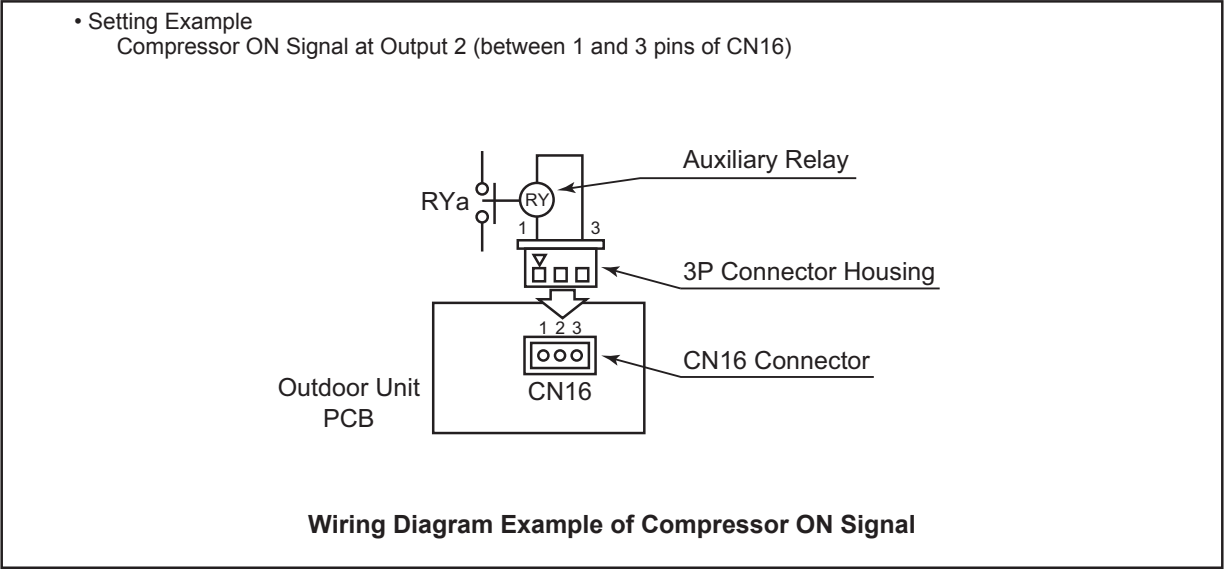 • Setting Example
Compressor ON Signal at Output 2 (between 1 and 3 pins of CN16)
Auxiliary Relay
RYa
RY
1 3
3P Connector Housing
1 2 3
CN16 Connector
CN16
Outdoor Unit
PCB
Wiring Diagram Example of Compressor ON Signal